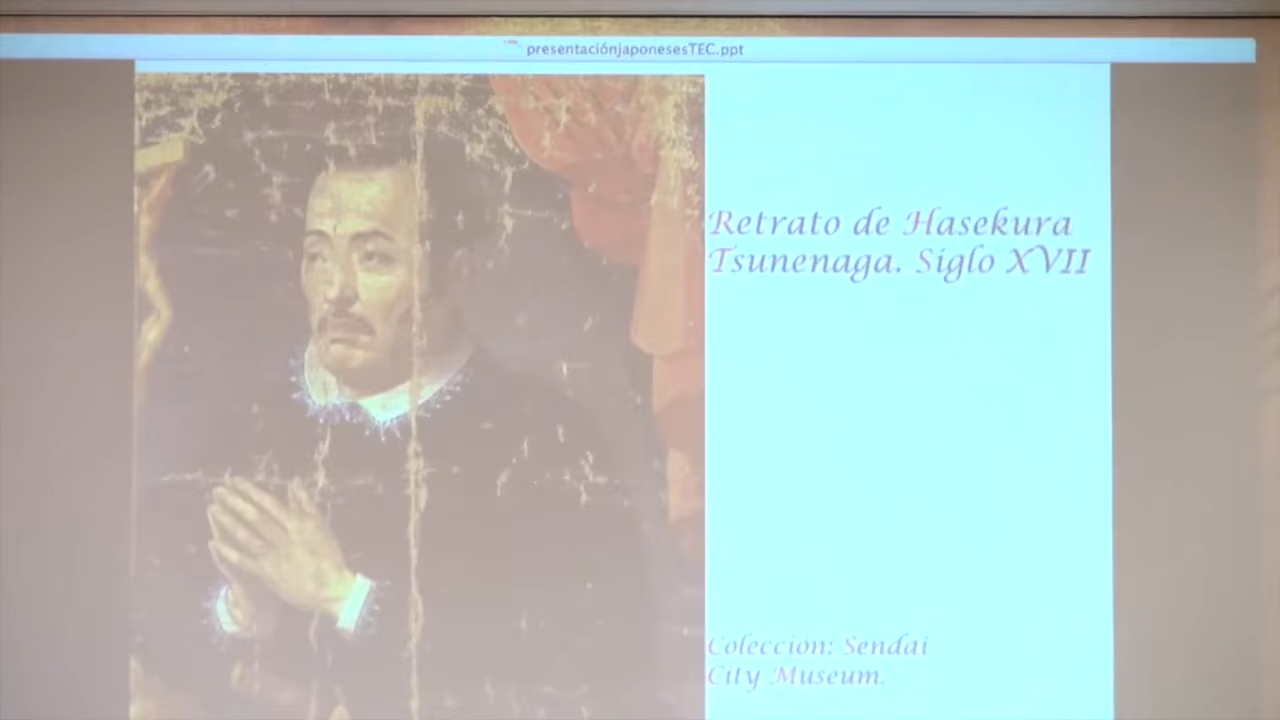 presentaciónjaponesesTEC.ppt
Retrato de Hasekura
Tsunenaga. Siglo XVII
Colección: Sendai
City Museum.